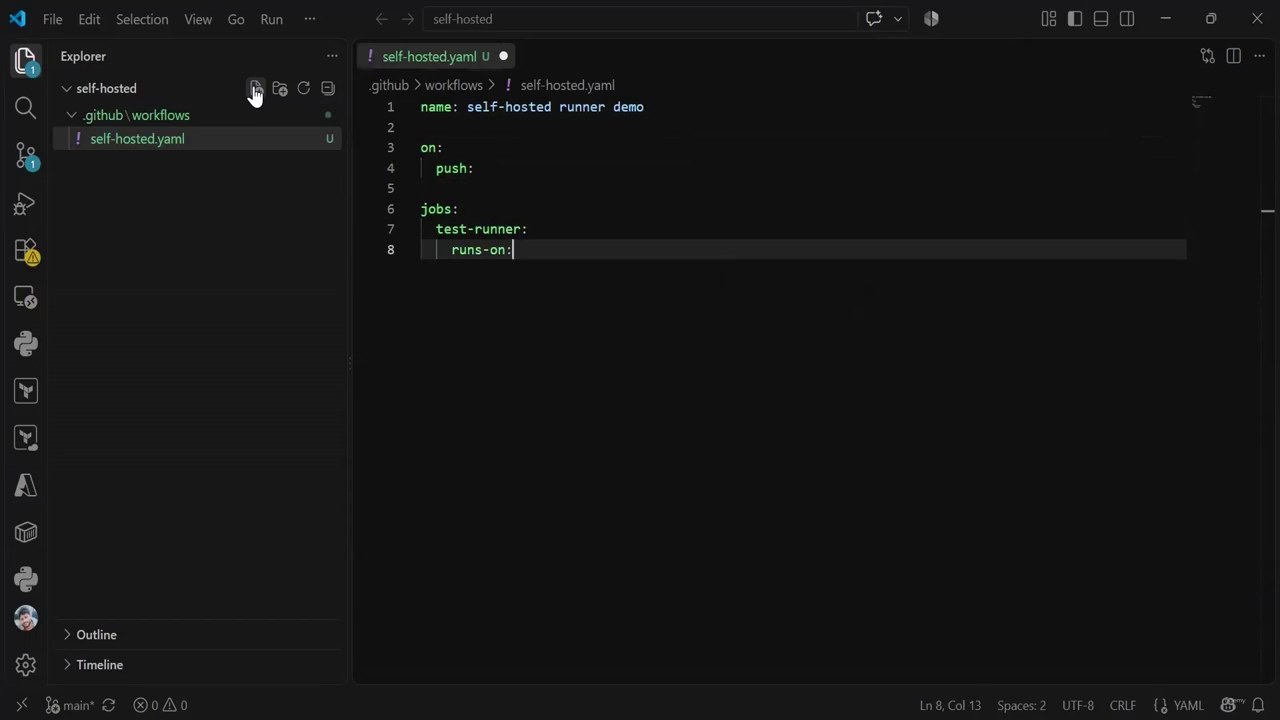 File Edit Selection View Go Run ···
self-hosted
Explorer
self-hosted
.github\workflows
self-hosted.yaml U
self-hosted.yaml U
.github > workflows > ! self-hosted.yaml
1 name: self-hosted runner demo
2
3 on:
4 push:
5
6 jobs:
7 test-runner:
8 runs-on:
1
1
Outline
Timeline
main* 0 0
Ln 8, Col 13 Spaces: 2 UTF-8 CRLF {} YAML